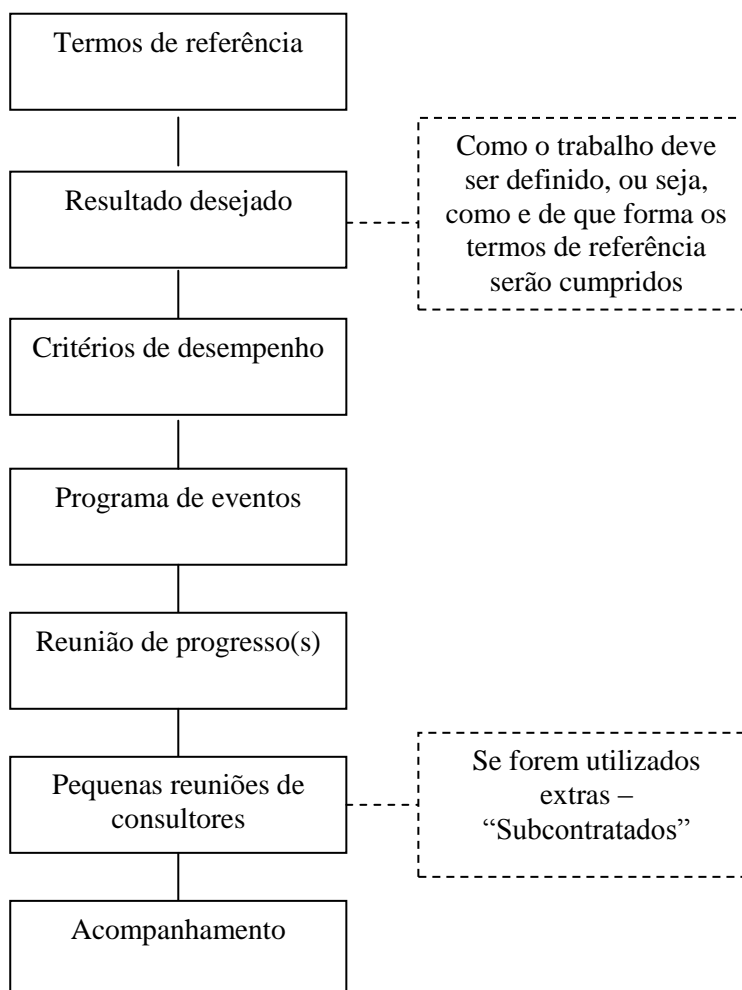 Termos de referência
Resultado desejado
Como o trabalho deve
ser definido, ou seja,
como e de que forma os
termos de referência
serão cumpridos
Critérios de desempenho
Programa de eventos
Reunião de progresso(s)
Pequenas reuniões de
consultores
Se forem utilizados
extras –
“Subcontratados”
Acompanhamento